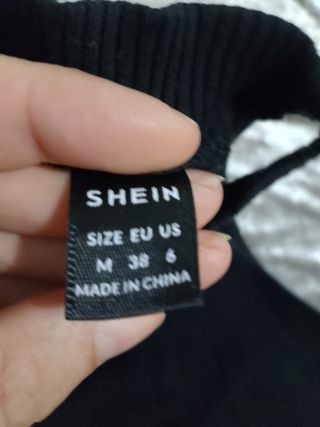 SHEIN
SIZE EU US
M 38 6
MADE IN CHINA